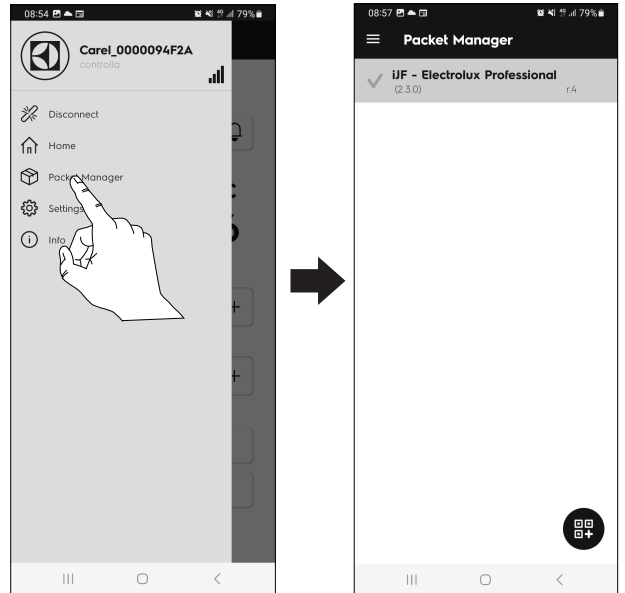 08:54
79%
Carel_0000094F2A
controlla
Disconnect
Home
Packet Manager
Settings
Info
08:57
79%
Packet Manager
iJF - Electrolux Professional
(2.3.0)
r.4